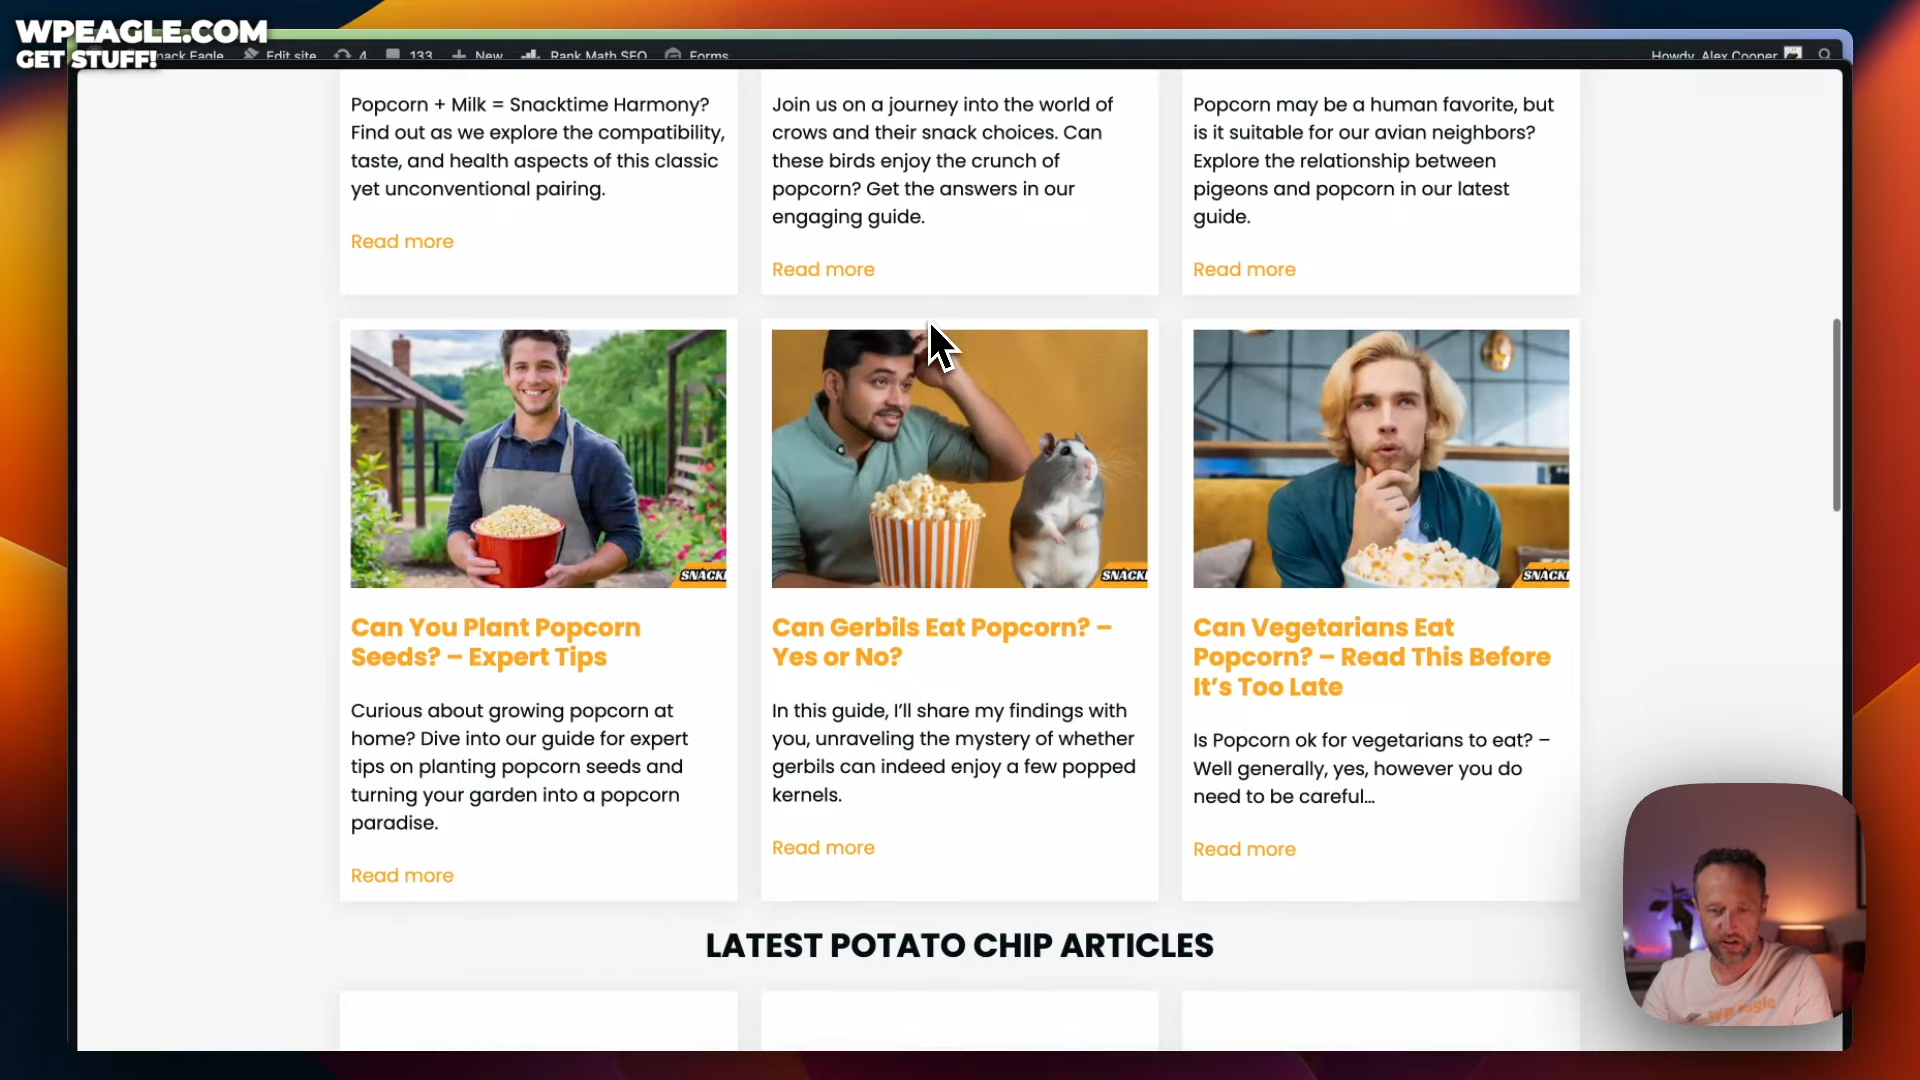 WPEAGLE.COM
GET STUFF!
nack Eagle Edit site 4 133 New Rank Math SEO Forms
Howdy, Alex Cooper
Popcorn + Milk = Snacktime Harmony?
Find out as we explore the compatibility,
taste, and health aspects of this classic
yet unconventional pairing.
Read more
Join us on a journey into the world of
crows and their snack choices. Can
these birds enjoy the crunch of
popcorn? Get the answers in our
engaging guide.
Read more
Popcorn may be a human favorite, but
is it suitable for our avian neighbors?
Explore the relationship between
pigeons and popcorn in our latest
guide.
Read more
SNACK
Can You Plant Popcorn
Seeds? – Expert Tips
Curious about growing popcorn at
home? Dive into our guide for expert
tips on planting popcorn seeds and
turning your garden into a popcorn
paradise.
Read more
SNACK
Can Gerbils Eat Popcorn? –
Yes or No?
In this guide, I’ll share my findings with
you, unraveling the mystery of whether
gerbils can indeed enjoy a few popped
kernels.
Read more
SNACK
Can Vegetarians Eat
Popcorn? – Read This Before
It’s Too Late
Is Popcorn ok for vegetarians to eat? –
Well generally, yes, however you do
need to be careful…
Read more
LATEST POTATO CHIP ARTICLES